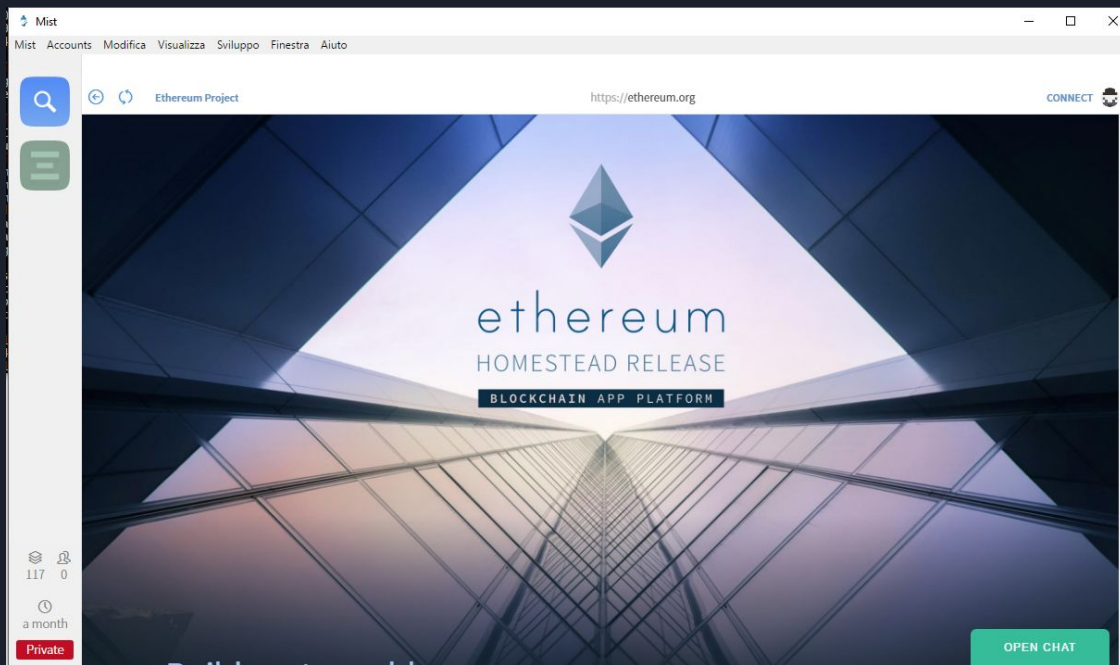 Mist
Mist Accounts Modifica Visualizza Sviluppo Finestra Aiuto
Ethereum Project https://ethereum.org CONNECT
ethereum
HOMESTEAD RELEASE
BLOCKCHAIN APP PLATFORM
117 0
a month
Private
OPEN CHAT